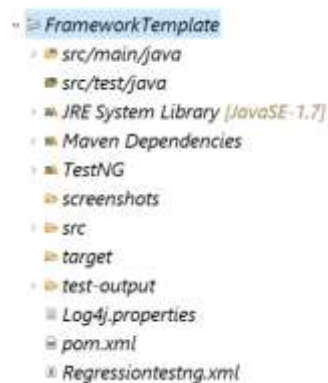 FrameworkTemplate
src/main/java
src/test/java
JRE System Library [JavaSE-1.7]
Maven Dependencies
TestNG
screenshots
src
target
test-output
Log4j.properties
pom.xml
Regressiontestng.xml